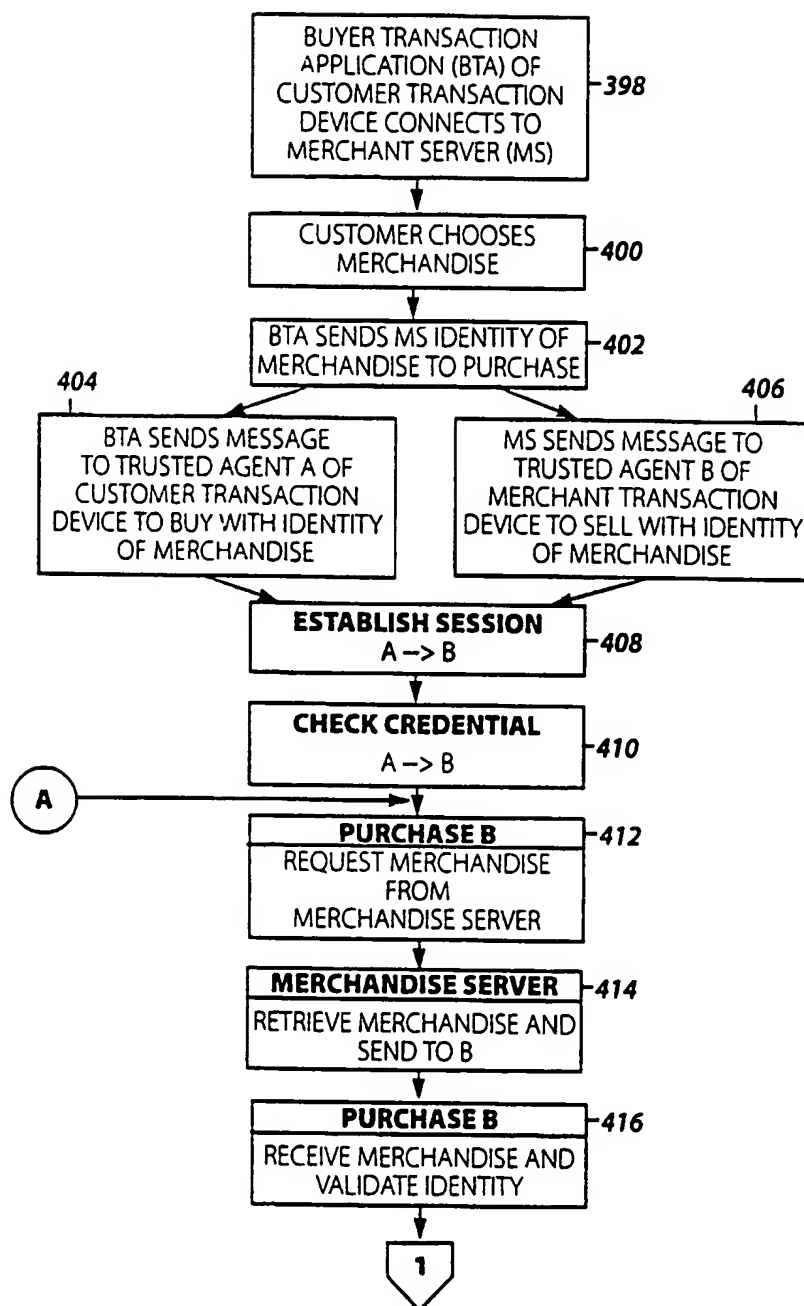 BUYER TRANSACTION
APPLICATION (BTA) OF
CUSTOMER TRANSACTION
DEVICE CONNECTS TO
MERCHANT SERVER (MS)
398
CUSTOMER CHOOSES
MERCHANDISE
400
BTA SENDS MS IDENTITY OF
MERCHANDISE TO PURCHASE
402
404
BTA SENDS MESSAGE
TO TRUSTED AGENT A OF
CUSTOMER TRANSACTION
DEVICE TO BUY WITH IDENTITY
OF MERCHANDISE
406
MS SENDS MESSAGE TO
TRUSTED AGENT B OF
MERCHANT TRANSACTION
DEVICE TO SELL WITH IDENTITY
OF MERCHANDISE
ESTABLISH SESSION
A --> B
408
CHECK CREDENTIAL
A --> B
410
A
PURCHASE B
412
REQUEST MERCHANDISE
FROM
MERCHANDISE SERVER
MERCHANDISE SERVER
414
RETRIEVE MERCHANDISE AND
SEND TO B
PURCHASE B
416
RECEIVE MERCHANDISE AND
VALIDATE IDENTITY
1